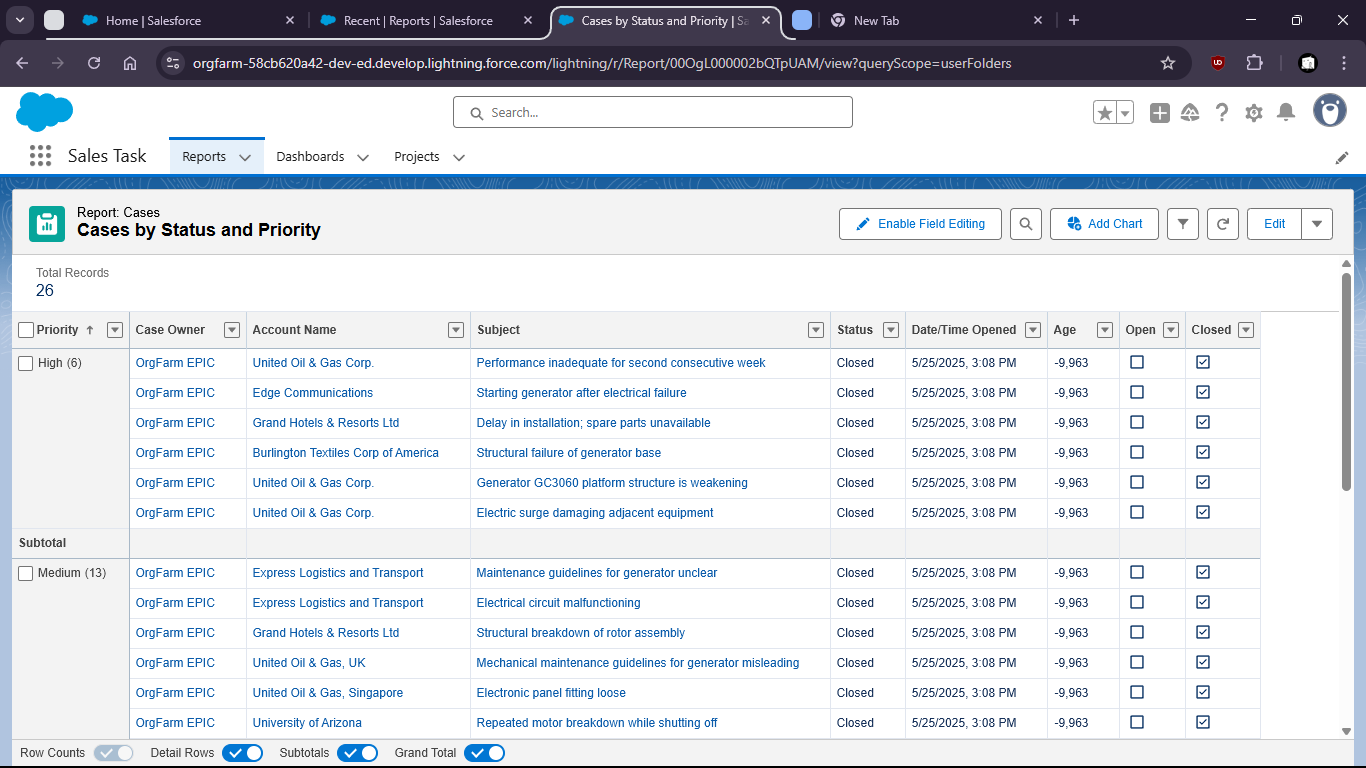 Home | Salesforce
Recent | Reports | Salesforce
Cases by Status and Priority | Sa
New Tab
orgfarm-58cb620a42-dev-ed.develop.lightning.force.com/lightning/r/Report/00OgL000002bQTpUAM/view?queryScope=userFolders
Search...
Sales Task Reports Dashboards Projects
Report: Cases
Cases by Status and Priority
Enable Field Editing Add Chart Edit
Total Records
26
Priority Case Owner Account Name Subject Status Date/Time Opened Age Open Closed
High (6) OrgFarm EPIC United Oil & Gas Corp. Performance inadequate for second consecutive week Closed 5/25/2025, 3:08 PM -9,963
OrgFarm EPIC Edge Communications Starting generator after electrical failure Closed 5/25/2025, 3:08 PM -9,963
OrgFarm EPIC Grand Hotels & Resorts Ltd Delay in installation; spare parts unavailable Closed 5/25/2025, 3:08 PM -9,963
OrgFarm EPIC Burlington Textiles Corp of America Structural failure of generator base Closed 5/25/2025, 3:08 PM -9,963
OrgFarm EPIC United Oil & Gas Corp. Generator GC3060 platform structure is weakening Closed 5/25/2025, 3:08 PM -9,963
OrgFarm EPIC United Oil & Gas Corp. Electric surge damaging adjacent equipment Closed 5/25/2025, 3:08 PM -9,963
Subtotal
Medium (13) OrgFarm EPIC Express Logistics and Transport Maintenance guidelines for generator unclear Closed 5/25/2025, 3:08 PM -9,963
OrgFarm EPIC Express Logistics and Transport Electrical circuit malfunctioning Closed 5/25/2025, 3:08 PM -9,963
OrgFarm EPIC Grand Hotels & Resorts Ltd Structural breakdown of rotor assembly Closed 5/25/2025, 3:08 PM -9,963
OrgFarm EPIC United Oil & Gas, UK Mechanical maintenance guidelines for generator misleading Closed 5/25/2025, 3:08 PM -9,963
OrgFarm EPIC United Oil & Gas, Singapore Electronic panel fitting loose Closed 5/25/2025, 3:08 PM -9,963
OrgFarm EPIC University of Arizona Repeated motor breakdown while shutting off Closed 5/25/2025, 3:08 PM -9,963
Row Counts Detail Rows Subtotals Grand Total